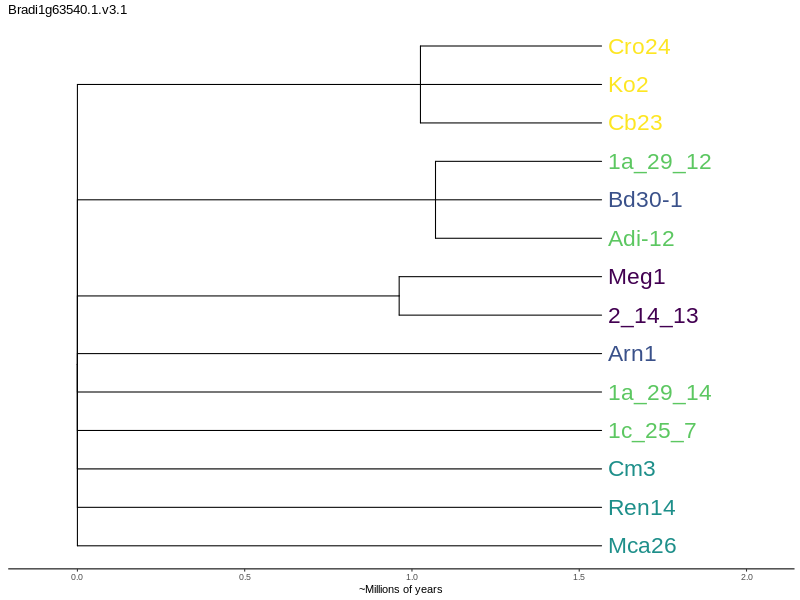 Bradi1g63540.1.v3.1
Cro24
Ko2
Cb23
1a_29_12
Bd30-1
Adi-12
Meg1
2_14_13
Arn1
1a_29_14
1c_25_7
Cm3
Ren14
Mca26
0.0 0.5 1.0 1.5 2.0
~Millions of years